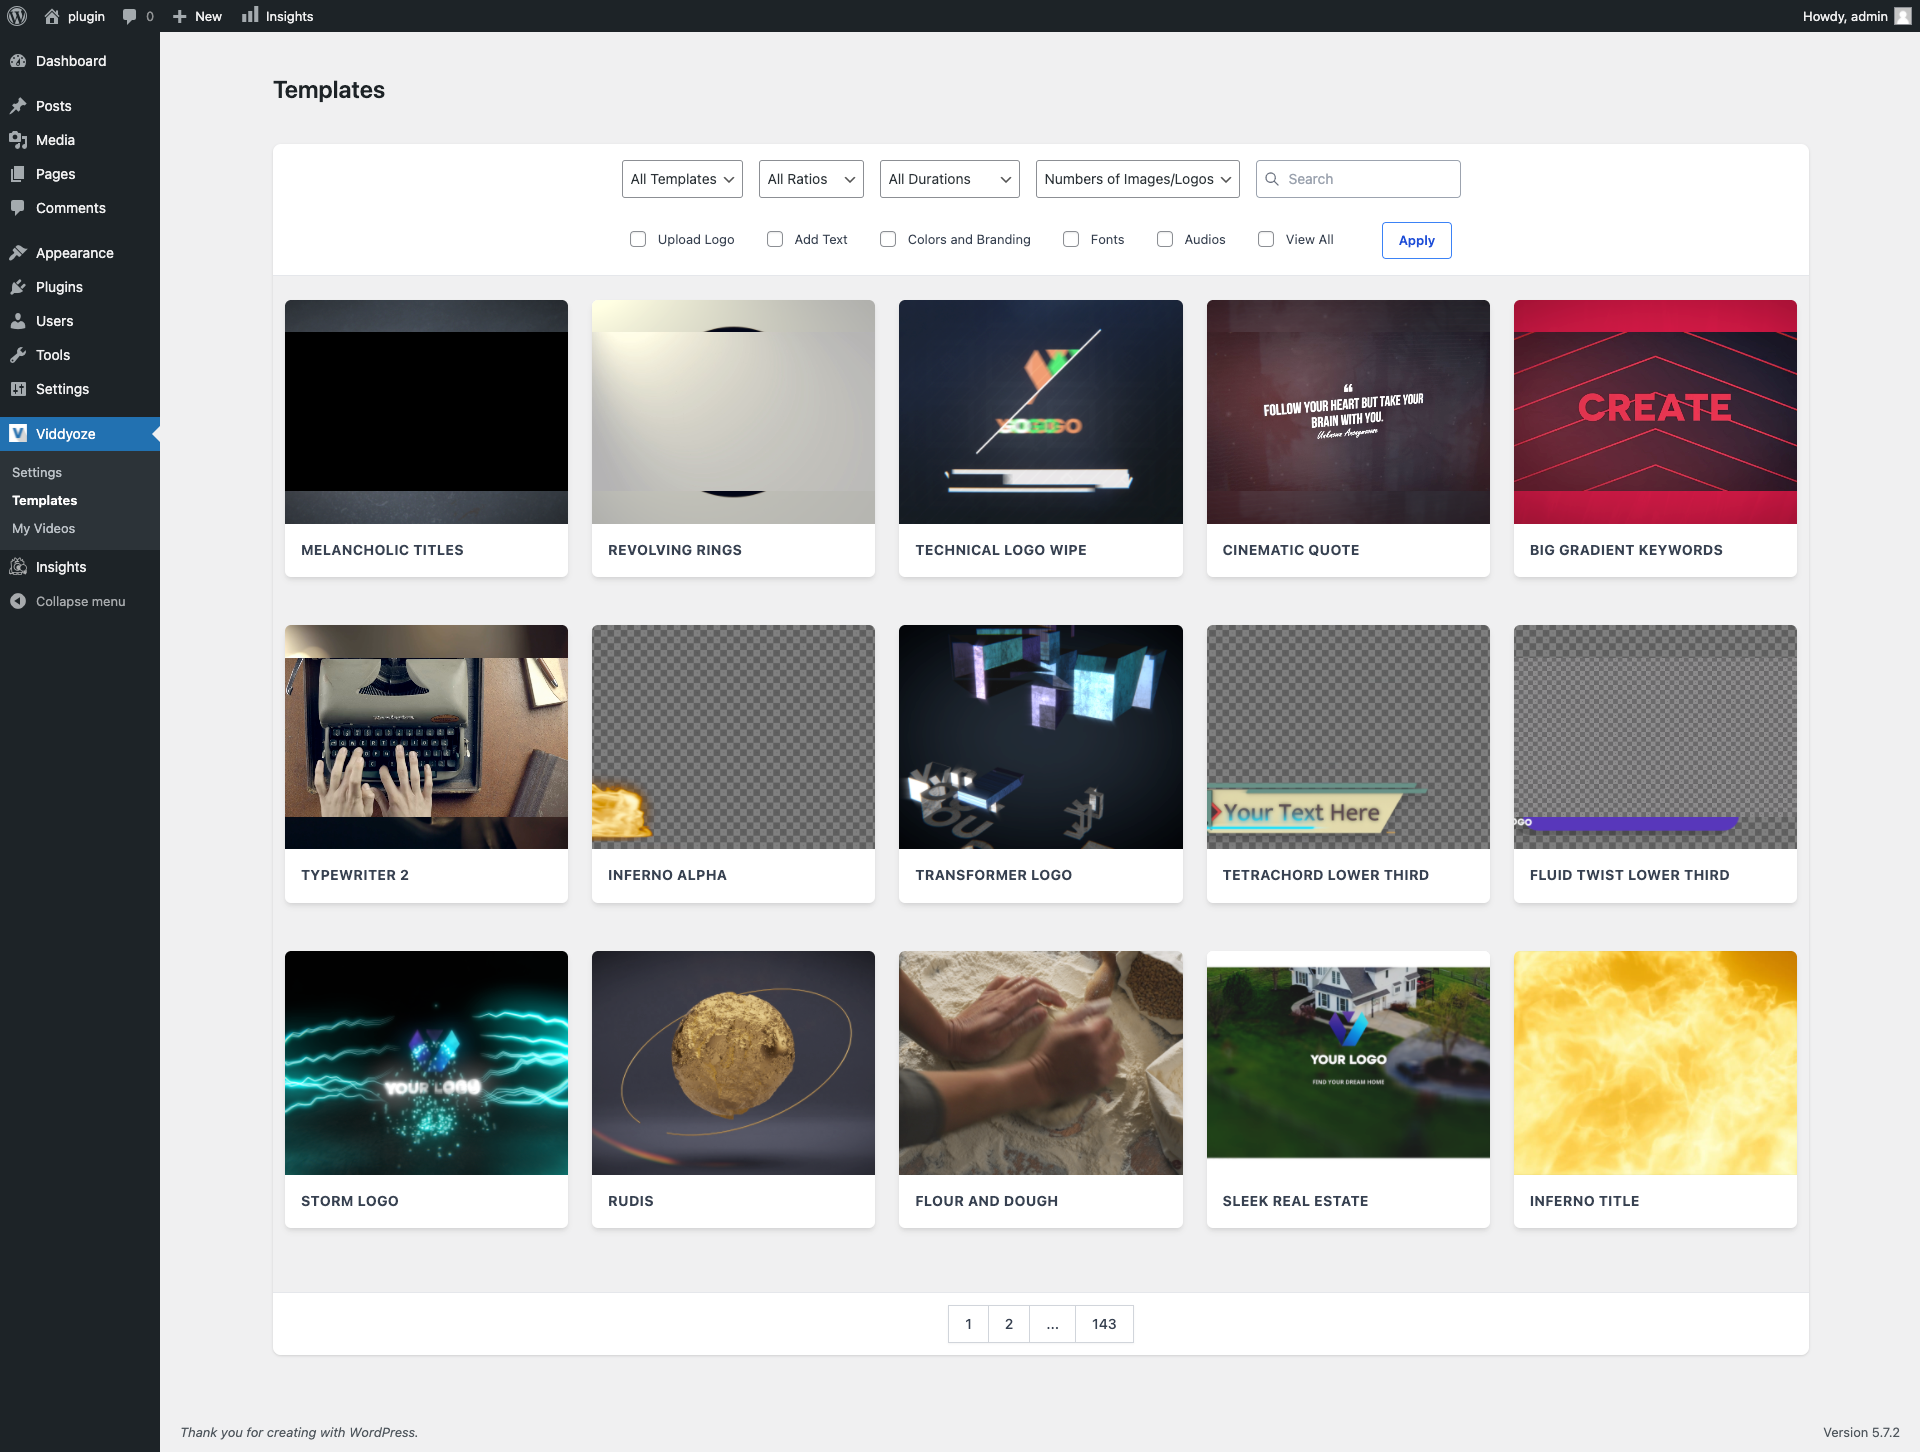 plugin
0
New
Insights
Howdy, admin
Dashboard
Posts
Media
Pages
Comments
Appearance
Plugins
Users
Tools
Settings
Viddyoze
Settings
Templates
My Videos
Insights
Collapse menu
Templates
All Templates
All Ratios
All Durations
Numbers of Images/Logos
Search
Upload Logo
Add Text
Colors and Branding
Fonts
Audios
View All
Apply
MELANCHOLIC TITLES
REVOLVING RINGS
TECHNICAL LOGO WIPE
“
FOLLOW YOUR HEART BUT TAKE YOUR
BRAIN WITH YOU.
Unknown Anonymouse
CINEMATIC QUOTE
CREATE
BIG GRADIENT KEYWORDS
TYPEWRITER 2
INFERNO ALPHA
YOU
TRANSFORMER LOGO
Your Text Here
TETRACHORD LOWER THIRD
OGO
FLUID TWIST LOWER THIRD
YOUR LOGO
STORM LOGO
RUDIS
FLOUR AND DOUGH
YOUR LOGO
FIND YOUR DREAM HOME
SLEEK REAL ESTATE
INFERNO TITLE
1
2
...
143
Thank you for creating with WordPress.
Version 5.7.2